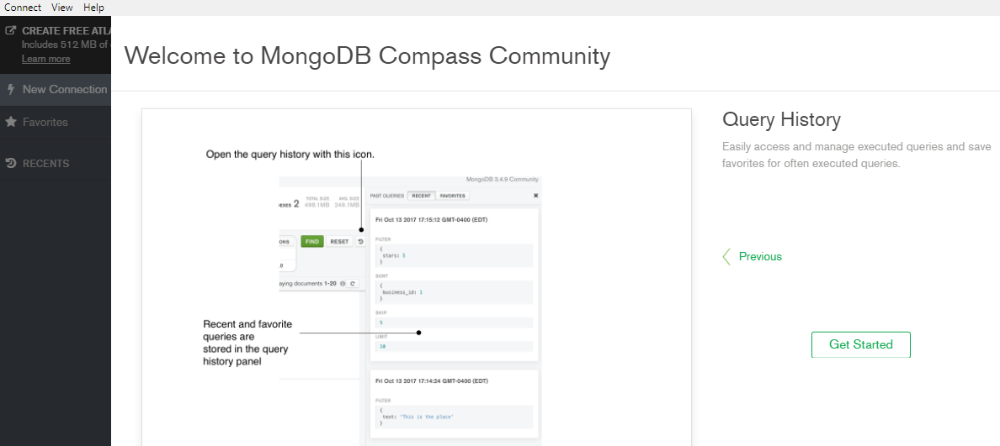 Connect View Help
CREATE FREE ATLA
Includes 512 MB of
Learn more
New Connection
Favorites
RECENTS
Welcome to MongoDB Compass Community
Open the query history with this icon.
MongoDB 3.4.9 Community
EXES 2 TOTAL SIZE 498.1MB AVG. SIZE 249.1MB
PAST QUERIES RECENT FAVORITES
Fri Oct 13 2017 17:15:12 GMT-0400 (EDT)
ONS FIND RESET
FILTER
{
stars: 5
}
aying documents 1-20
SORT
{
business_id: 1
}
SKIP
5
LIMIT
10
Recent and favorite
queries are
stored in the query
history panel
Fri Oct 13 2017 17:14:24 GMT-0400 (EDT)
FILTER
{
text: 'This is the place'
}
Query History
Easily access and manage executed queries and save
favorites for often executed queries.
Previous
Get Started